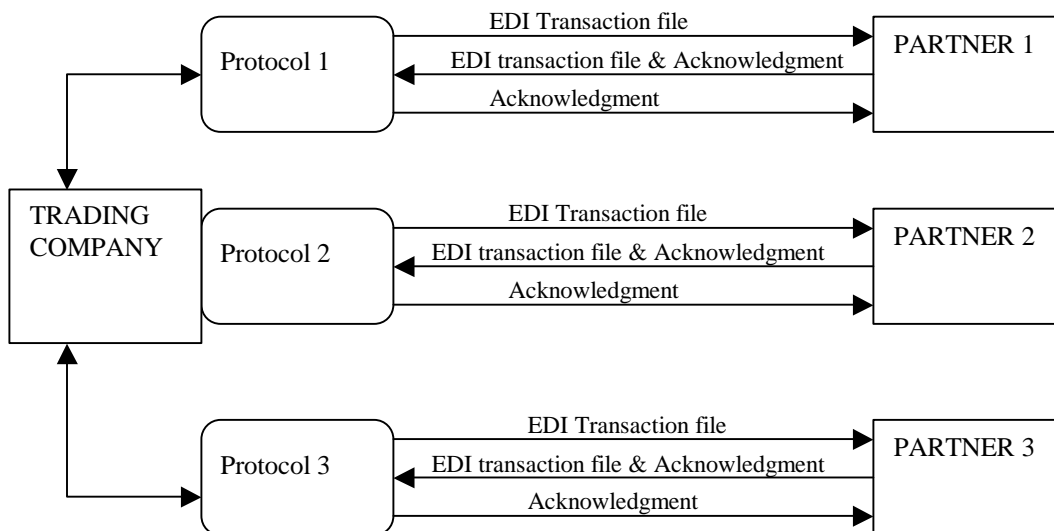 EDI Transaction file
Protocol 1
PARTNER 1
EDI transaction file & Acknowledgment
Acknowledgment
TRADING
COMPANY
EDI Transaction file
Protocol 2
PARTNER 2
EDI transaction file & Acknowledgment
Acknowledgment
EDI Transaction file
Protocol 3
PARTNER 3
EDI transaction file & Acknowledgment
Acknowledgment